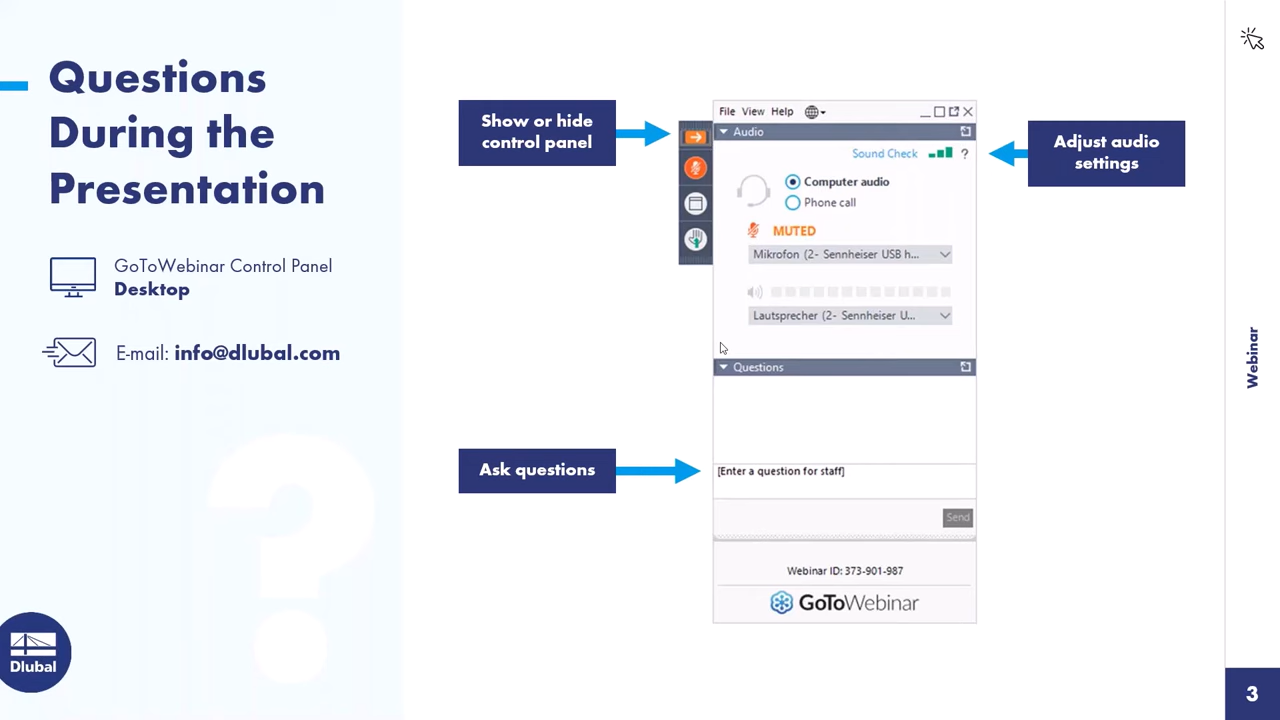 Questions
During the
Presentation
GoToWebinar Control Panel
Desktop
E-mail: info@dlubal.com
Dlubal
Show or hide
control panel
File View Help
Audio
Sound Check ?
Computer audio
Phone call
MUTED
Mikrofon (2- Sennheiser USB h...
Lautsprecher (2- Sennheiser U...
Adjust audio
settings
Questions
Ask questions
[Enter a question for staff]
Send
Webinar ID: 373-901-987
GoToWebinar
Webinar
3